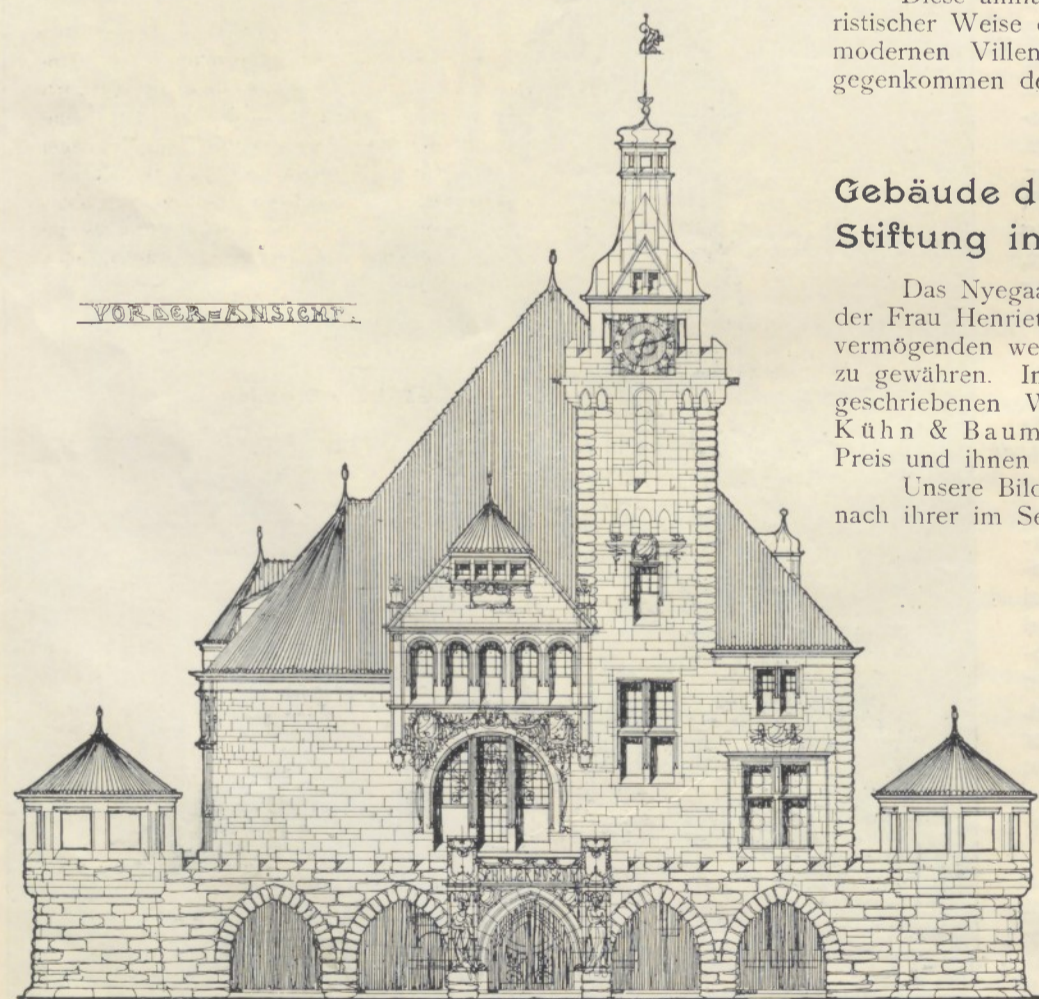 Diese
ristischer Weise
modernen Villen
gegenkommen de
Gebäude d
Stiftung in
Das Nyegaa
der Frau Henriet
vermögenden we
zu gewähren. In
geschriebenen W
Kühn & Baum
Preis und ihnen
Unsere Bild
nach ihrer im Se
VORDER=ANSICHT.
SCHILLERMUSEUM